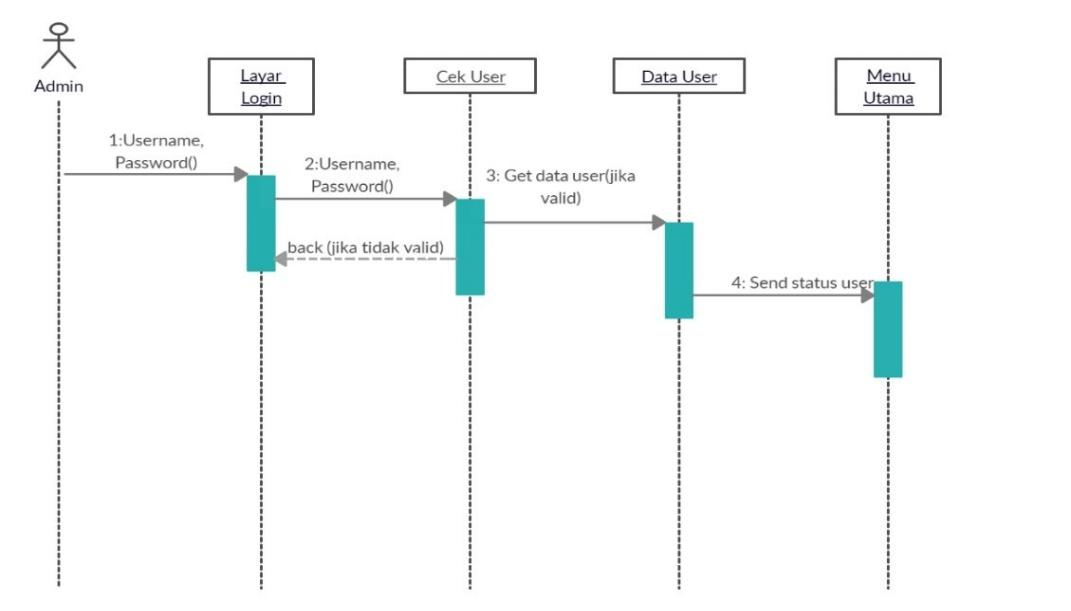 Admin
Layar
Login
Cek User
Data User
Menu
Utama
1:Username,
Password()
2:Username,
Password()
3: Get data user(jika
valid)
back (jika tidak valid)
4: Send status user